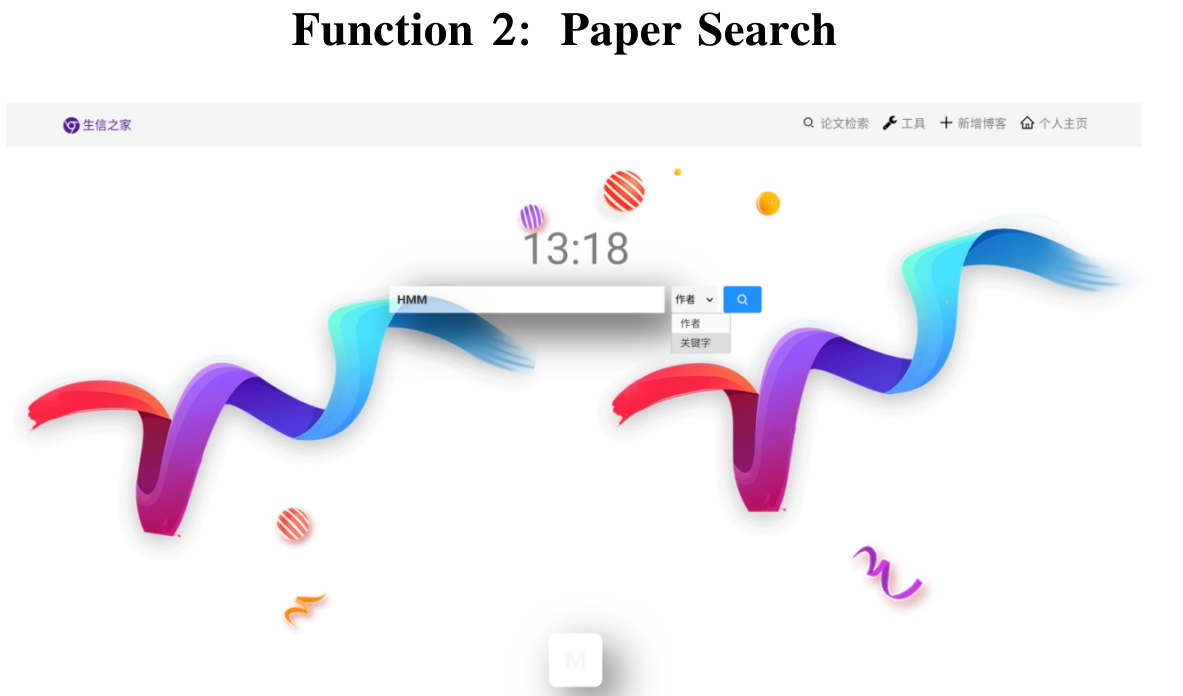 Function 2: Paper Search
生信之家 论文检索 工具 新增博客 个人主页
13:18
HMM 作者
作者
关键字
M